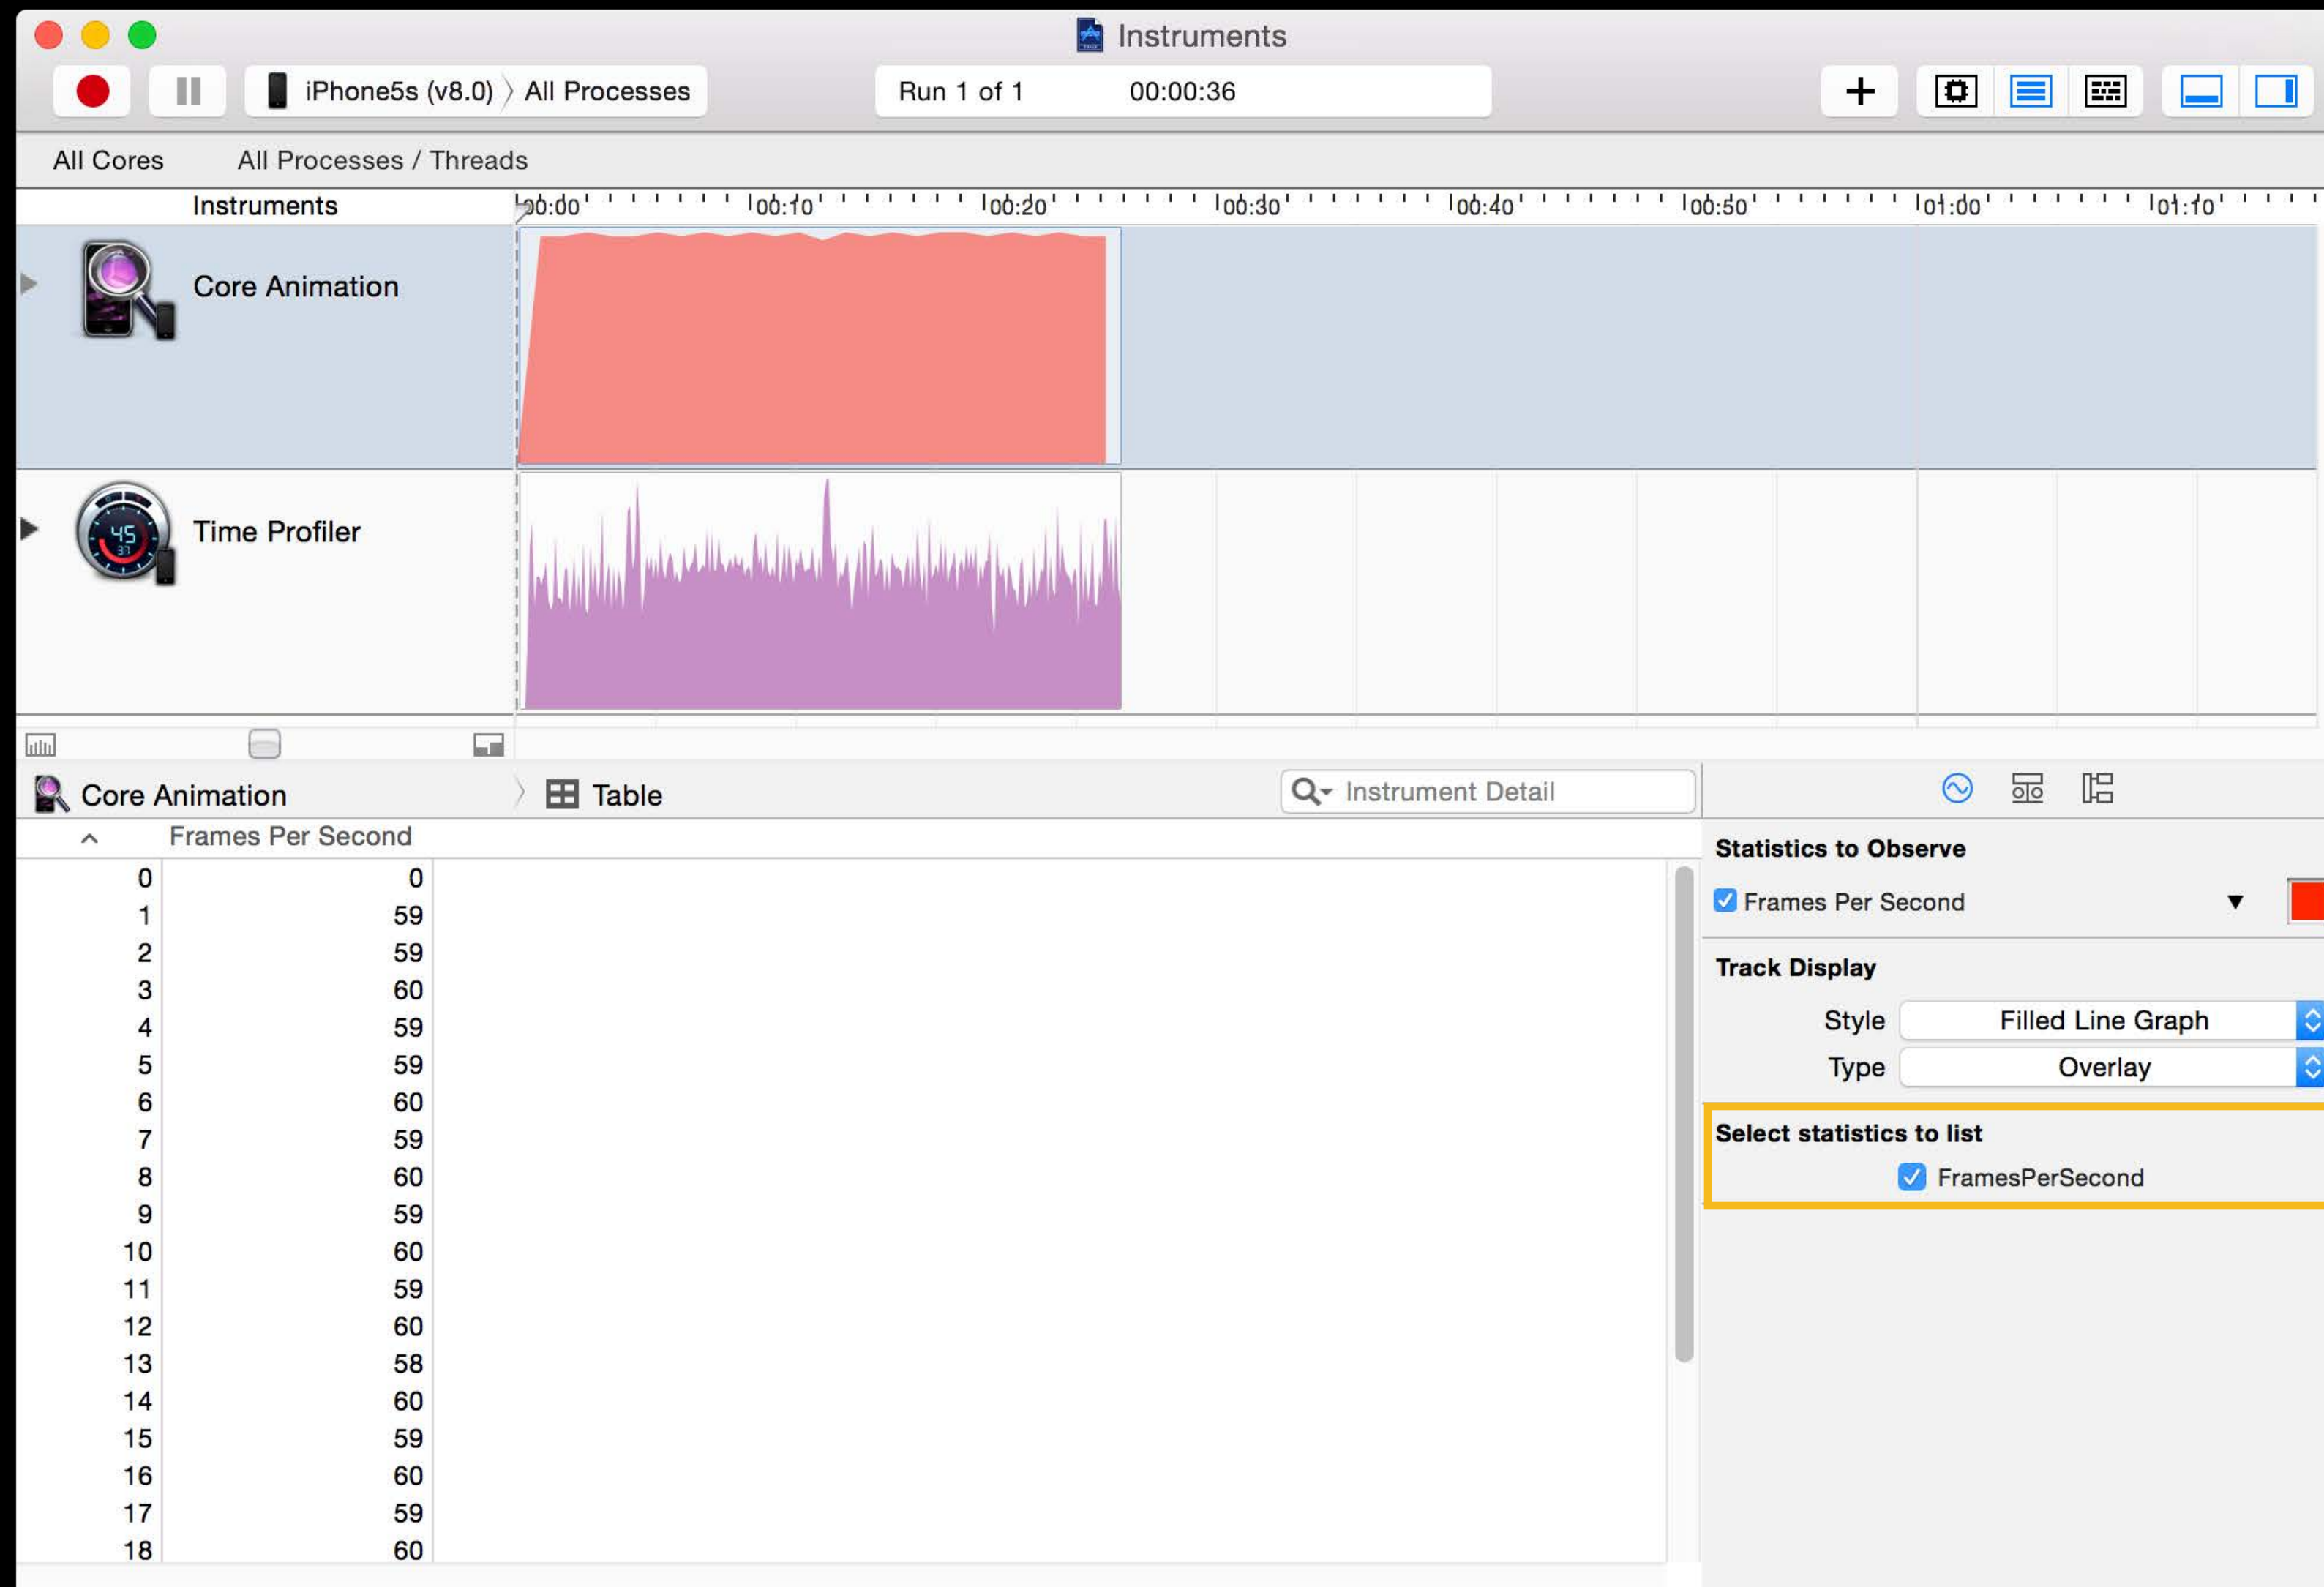 Instruments
iPhone5s (v8.0) 〉 All Processes
Run 1 of 1 00:00:36
All Cores All Processes / Threads
Instruments 00:00 00:10 00:20 00:30 00:40 00:50 01:00 01:10
Core Animation
45
37
Time Profiler
Core Animation 〉 Table
Instrument Detail
Frames Per Second
0 0
1 59
2 59
3 60
4 59
5 59
6 60
7 59
8 60
9 59
10 60
11 59
12 60
13 58
14 60
15 59
16 60
17 59
18 60
Statistics to Observe
Frames Per Second
Track Display
Style Filled Line Graph
Type Overlay
Select statistics to list
FramesPerSecond